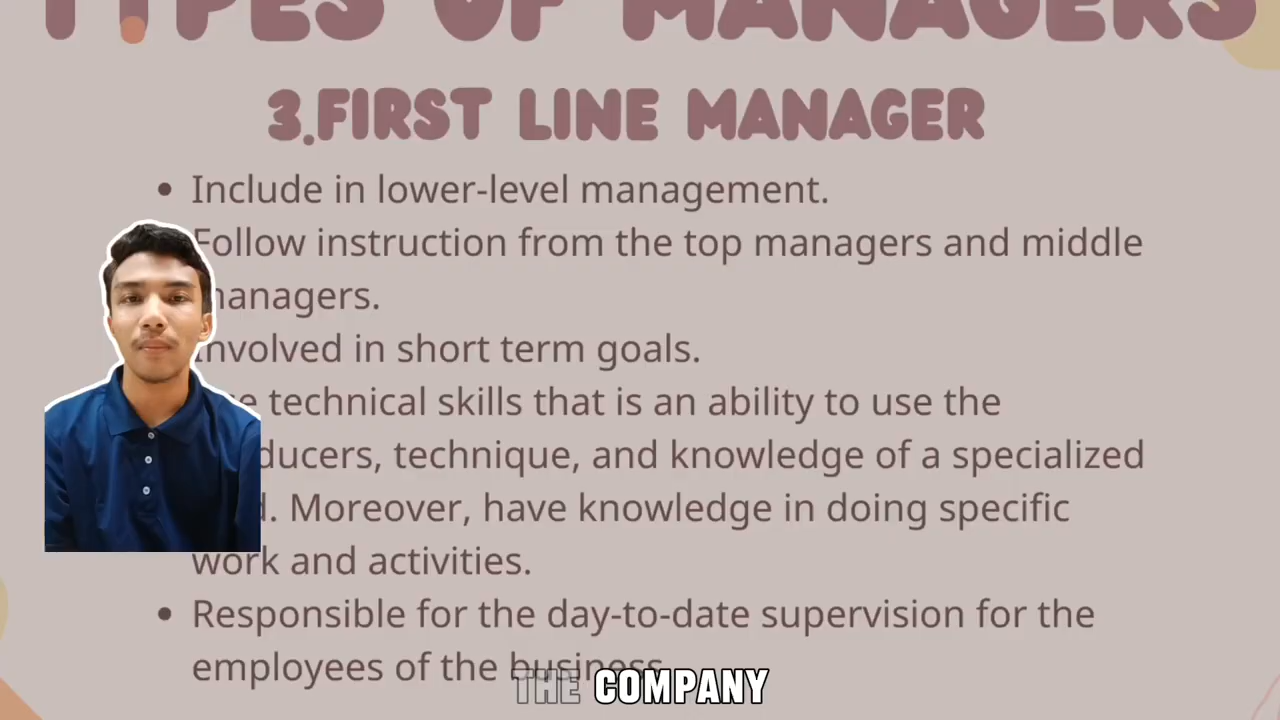 TYPES OF MANAGERS
3.FIRST LINE MANAGER
• Include in lower-level management.
Follow instruction from the top managers and middle
managers.
Involved in short term goals.
technical skills that is an ability to use the
technique, and knowledge of a specialized
Moreover, have knowledge in doing specific
work and activities.
• Responsible for the day-to-date supervision for the
employees of the business.
THE COMPANY